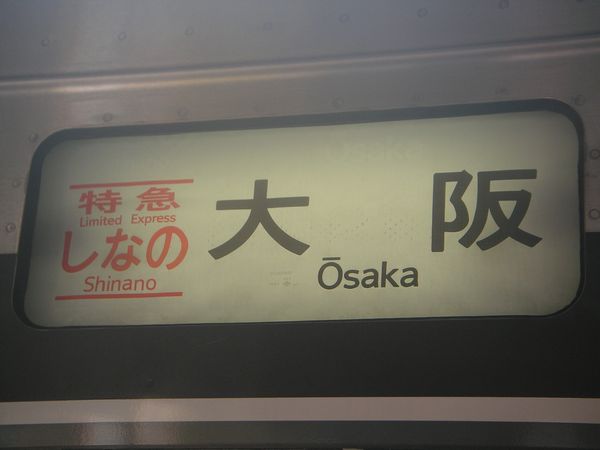 特急
Limited Express
しなの
Shinano
大阪
Ōsaka